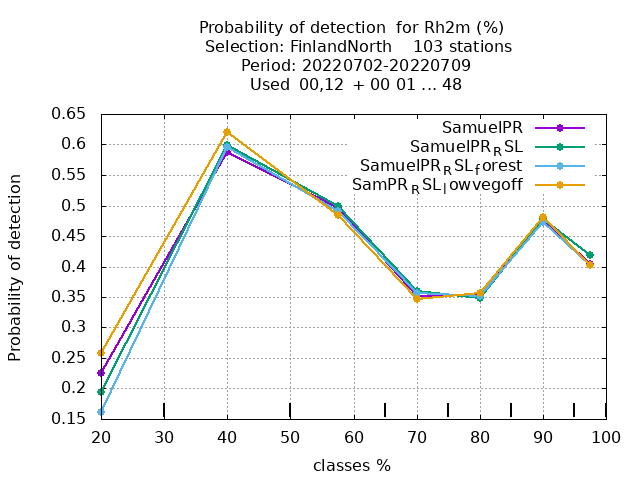 Probability of detection for Rh2m (%)
Selection: FinlandNorth 103 stations
Period: 20220702-20220709
Used 00,12 + 00 01 ... 48
SamuelPR
SamuelPR_RSL
SamuelPR_RSL_forest
SamPR_RSL_lowvegoff
Probability of detection
0.65
0.6
0.55
0.5
0.45
0.4
0.35
0.3
0.25
0.2
0.15
20 30 40 50 60 70 80 90 100
classes %